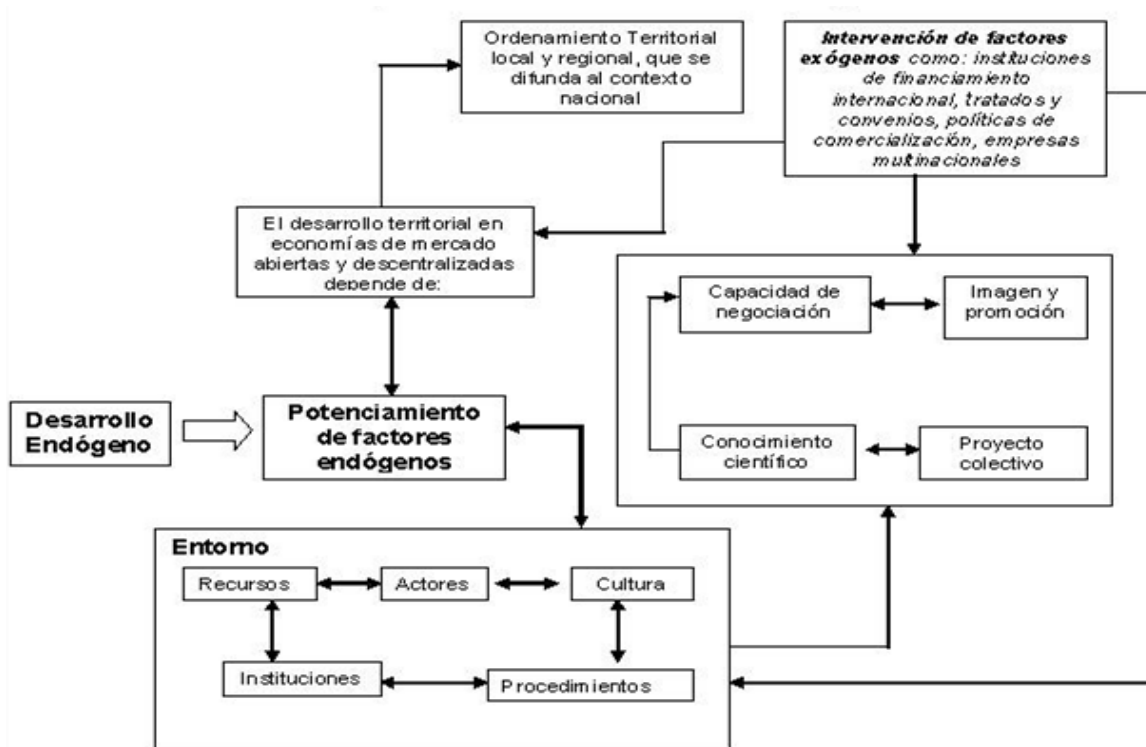 Ordenamiento Territorial
local y regional, que se
difunda al contexto
nacional
Intervención de factores
exógenos como: instituciones
de financiamiento
internacional, tratados y
convenios, políticas de
comercialización, empresas
multinacionales
El desarrollo territorial en
economías de mercado
abiertas y descentralizadas
depende de:
Capacidad de
negociación
Imagen y
promoción
Desarrollo
Endógeno
Potenciamiento
de factores
endógenos
Conocimiento
científico
Proyecto
colectivo
Entorno
Recursos
Actores
Cultura
Instituciones
Procedimientos